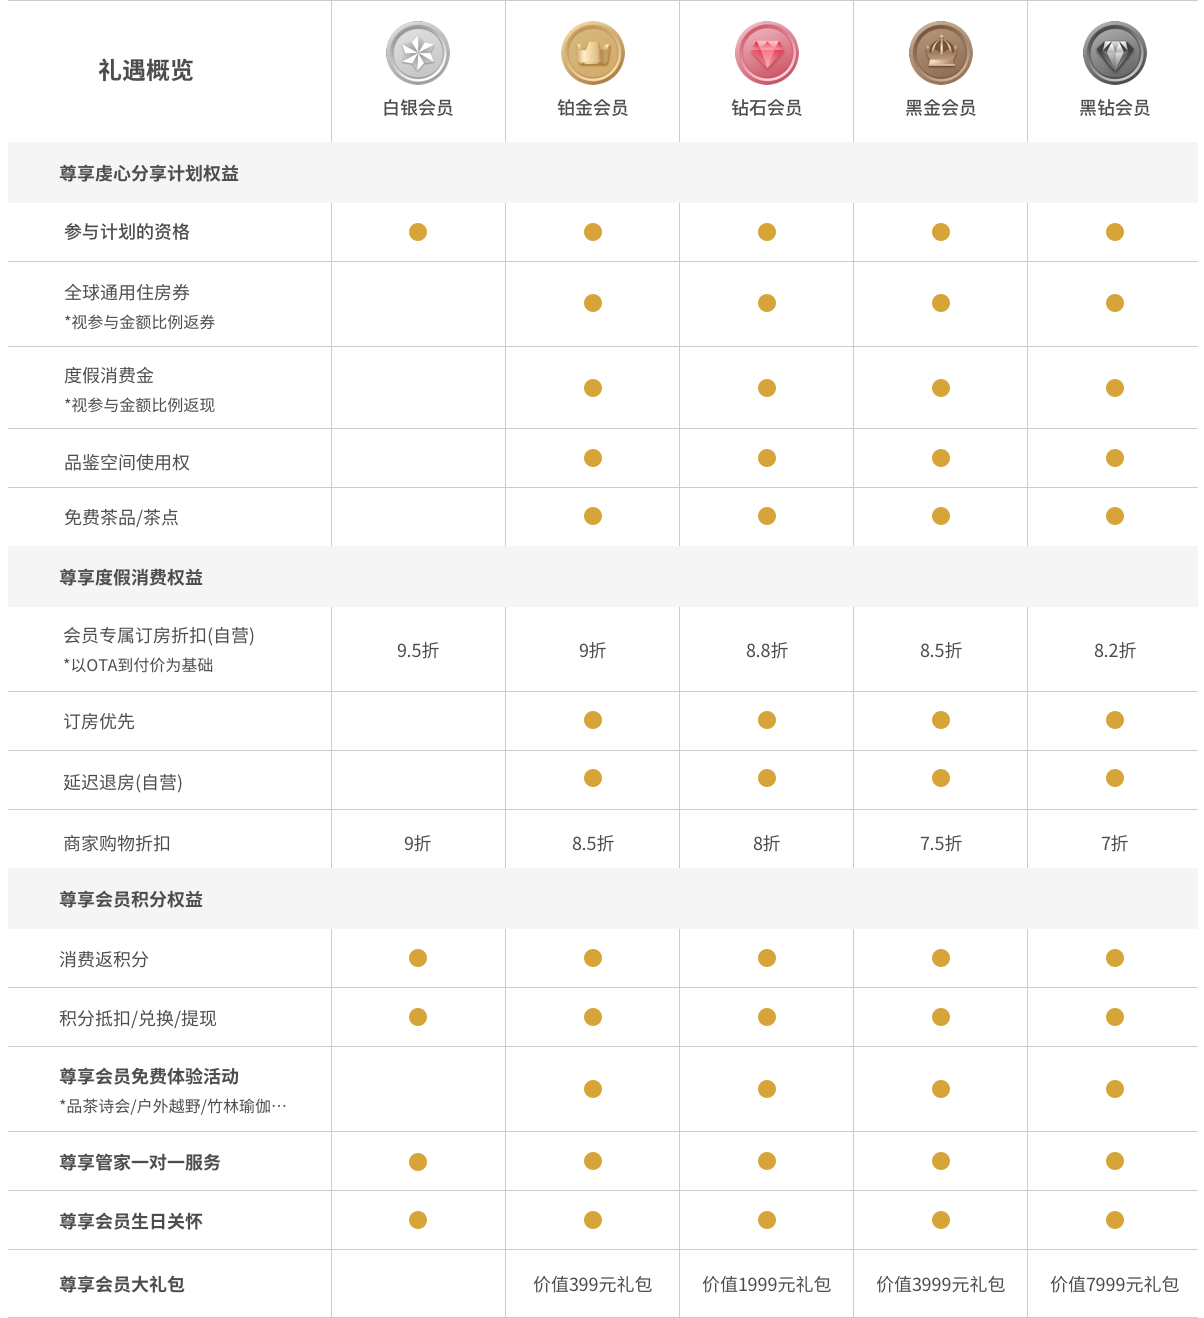 礼遇概览
白银会员 铂金会员 钻石会员 黑金会员 黑钻会员
尊享虔心分享计划权益
参与计划的资格
全球通用住房券
*视参与金额比例返券
度假消费金
*视参与金额比例返现
品鉴空间使用权
免费茶品/茶点
尊享度假消费权益
会员专属订房折扣(自营)
*以OTA到付价为基础
9.5折 9折 8.8折 8.5折 8.2折
订房优先
延迟退房(自营)
商家购物折扣 9折 8.5折 8折 7.5折 7折
尊享会员积分权益
消费返积分
积分抵扣/兑换/提现
尊享会员免费体验活动
*品茶诗会/户外越野/竹林瑜伽…
尊享管家一对一服务
尊享会员生日关怀
尊享会员大礼包 价值399元礼包 价值1999元礼包 价值3999元礼包 价值7999元礼包